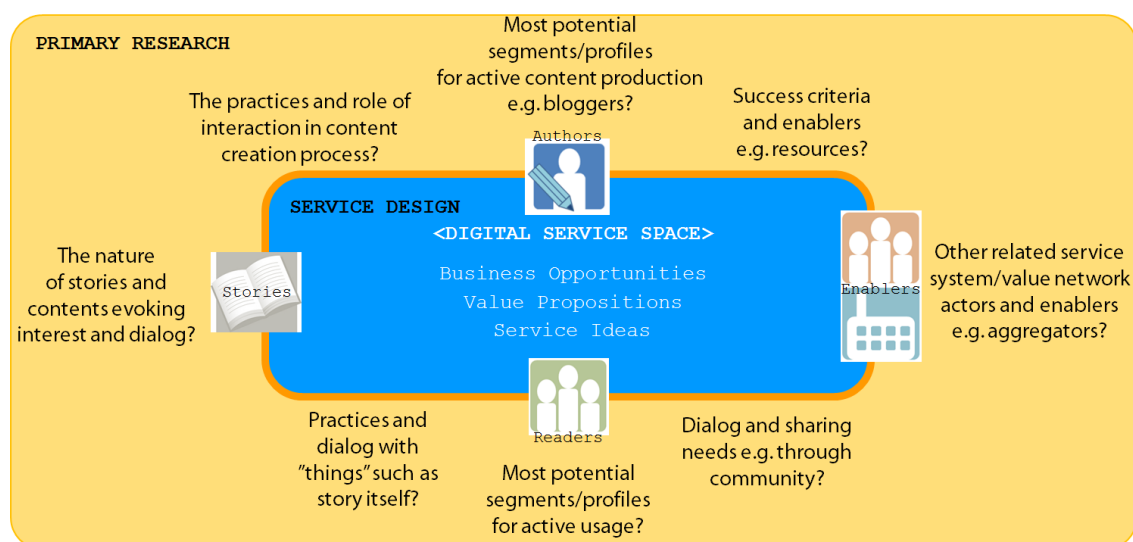 PRIMARY RESEARCH
Most potential
segments/profiles
for active content production
e.g. bloggers?
The practices and role of
interaction in content
creation process?
Success criteria
and enablers
e.g. resources?
Authors
SERVICE DESIGN
<DIGITAL SERVICE SPACE>
Business Opportunities
Value Propositions
Service Ideas
The nature
of stories and
contents evoking
interest and dialog?
Stories
Enablers
Other related service
system/value network
actors and enablers
e.g. aggregators?
Practices and
dialog with
”things” such as
story itself?
Readers
Most potential
segments/profiles
for active usage?
Dialog and sharing
needs e.g. through
community?